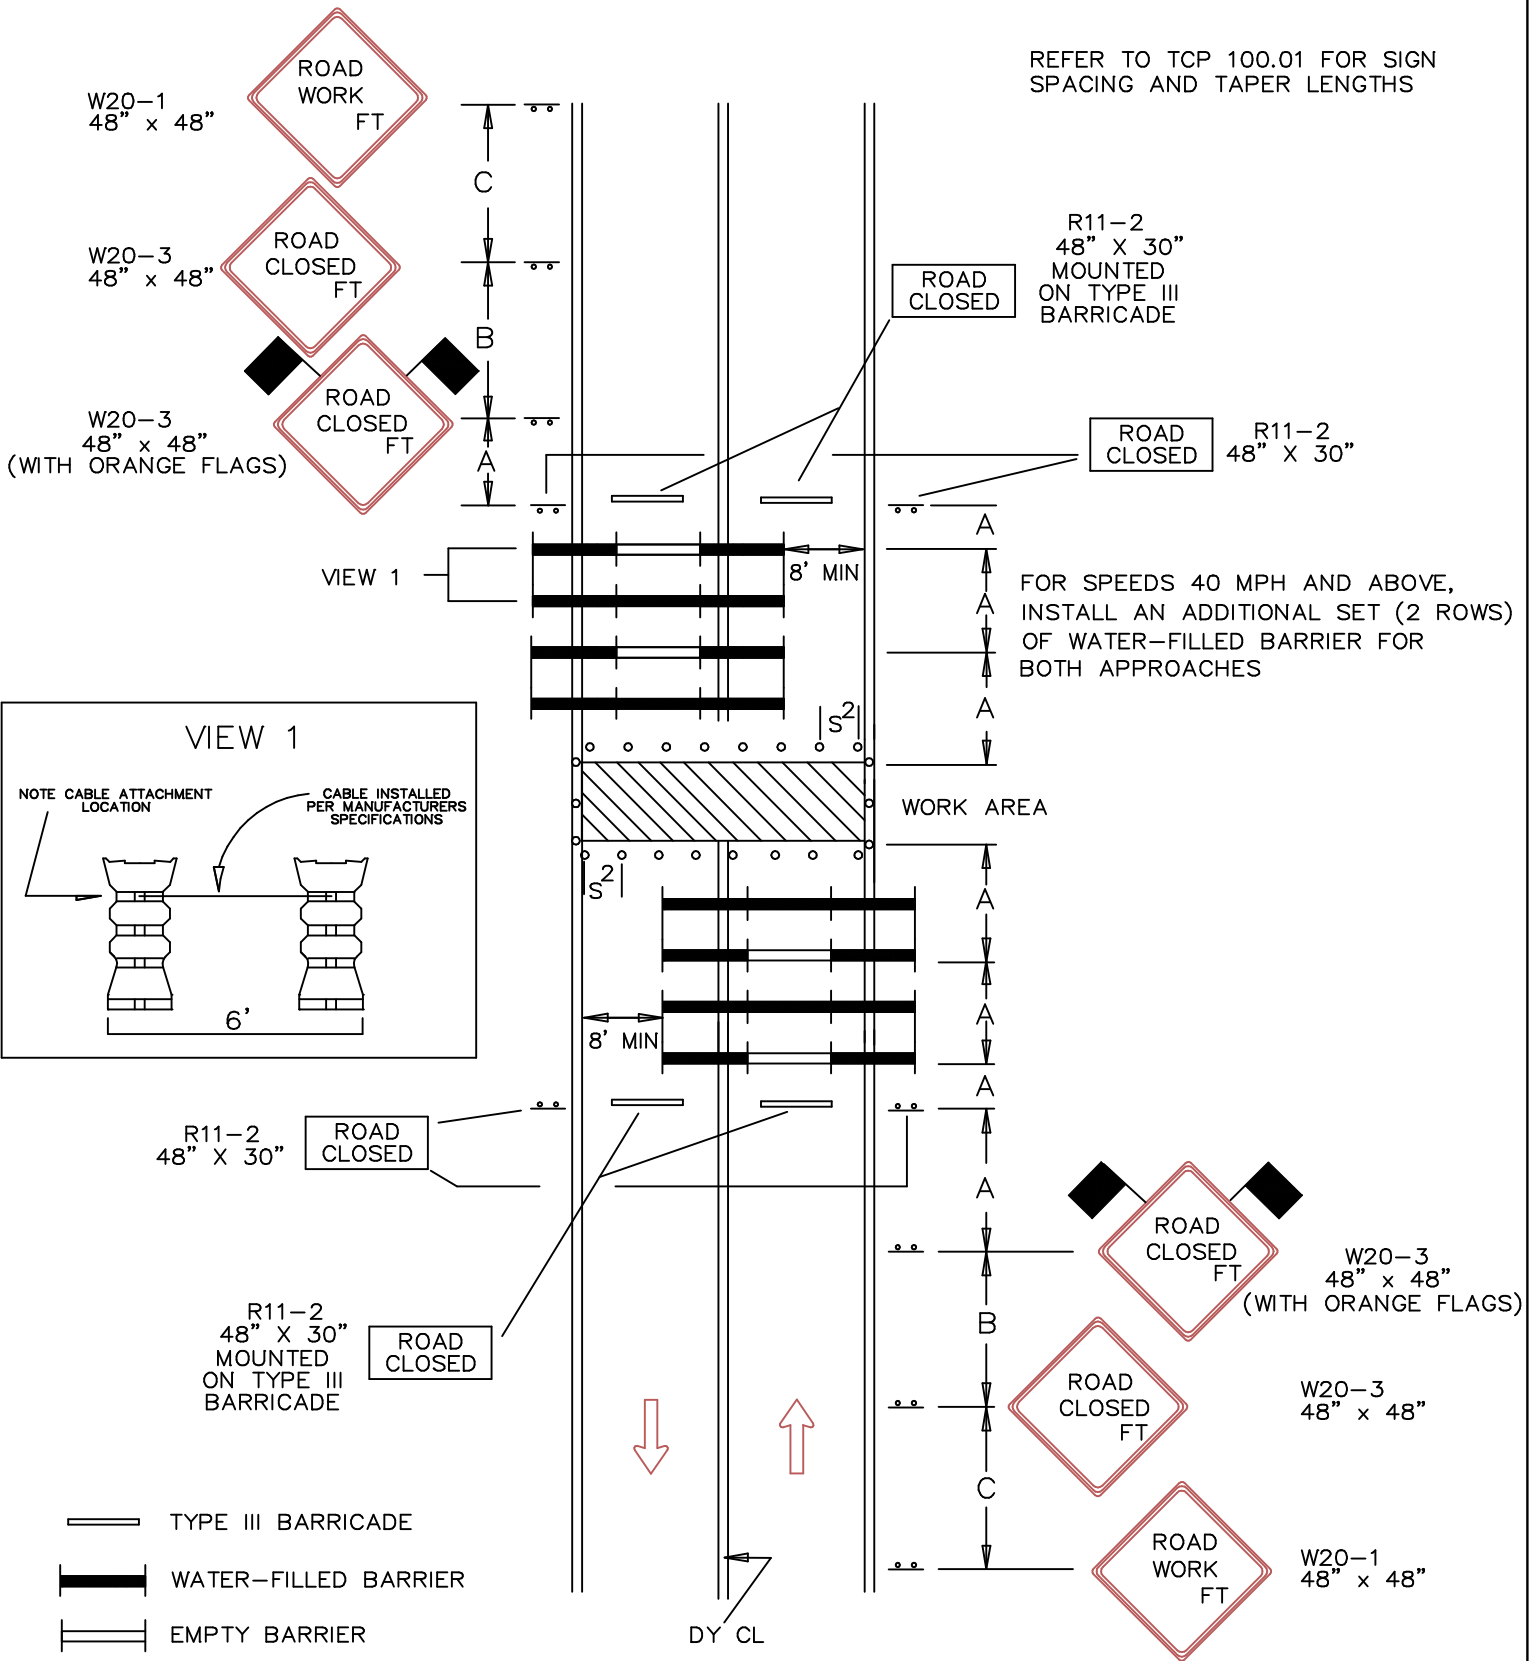 ROAD
WORK
FT
W20-1
48" x 48"
REFER TO TCP 100.01 FOR SIGN
SPACING AND TAPER LENGTHS
C
ROAD
CLOSED
FT
W20-3
48" x 48"
R11-2
48" X 30"
MOUNTED
ON TYPE III
BARRICADE
ROAD
CLOSED
B
ROAD
CLOSED
FT
W20-3
48" x 48"
(WITH ORANGE FLAGS)
A
ROAD
CLOSED
R11-2
48" X 30"
A
VIEW 1
8' MIN
A
FOR SPEEDS 40 MPH AND ABOVE,
INSTALL AN ADDITIONAL SET (2 ROWS)
OF WATER-FILLED BARRIER FOR
BOTH APPROACHES
A
S2
VIEW 1
NOTE CABLE ATTACHMENT
LOCATION
CABLE INSTALLED
PER MANUFACTURERS
SPECIFICATIONS
6'
WORK AREA
S2
A
8' MIN
A
A
R11-2
48" X 30"
ROAD
CLOSED
A
ROAD
CLOSED
FT
W20-3
48" x 48"
(WITH ORANGE FLAGS)
R11-2
48" X 30"
MOUNTED
ON TYPE III
BARRICADE
ROAD
CLOSED
B
ROAD
CLOSED
FT
W20-3
48" x 48"
C
ROAD
WORK
FT
W20-1
48" x 48"
TYPE III BARRICADE
WATER-FILLED BARRIER
EMPTY BARRIER
DY CL